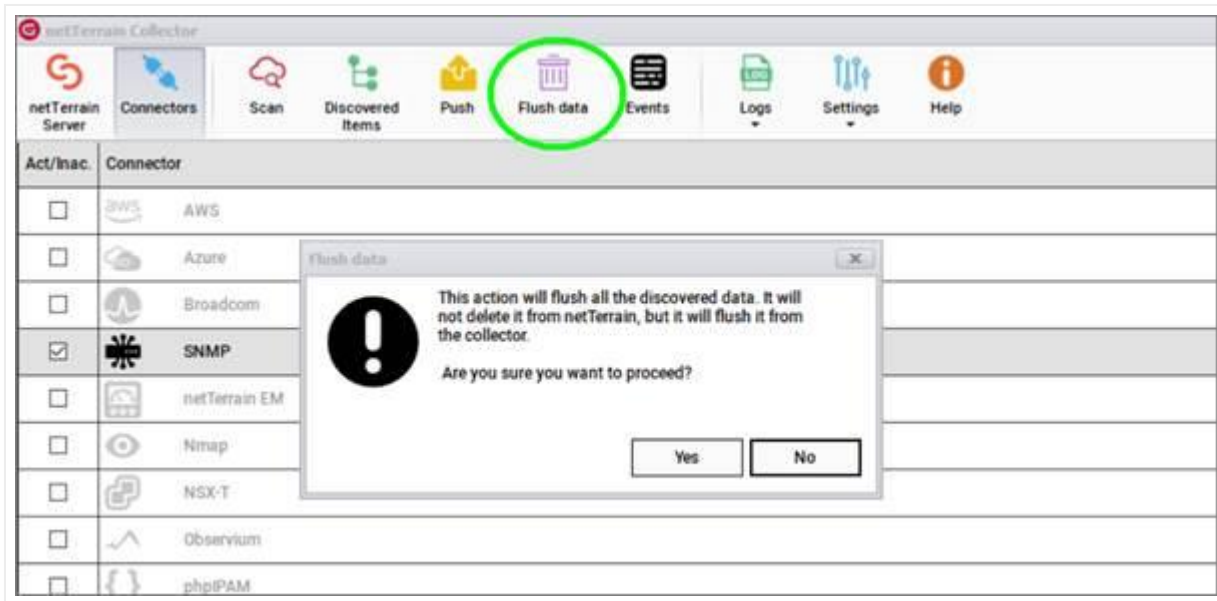 netTerrain Collector
netTerrain
Server
Connectors
Scan
Discovered
Items
Push
Flush data
Events
LOG
Logs
Settings
Help
Act/Inac.
Connector
aws
AWS
Azure
Flush data
This action will flush all the discovered data. It will
not delete it from netTerrain, but it will flush it from
the collector.
Are you sure you want to proceed?
Yes
No
Broadcom
SNMP
netTerrain EM
Nmap
NSX-T
Observium
phpIPAM